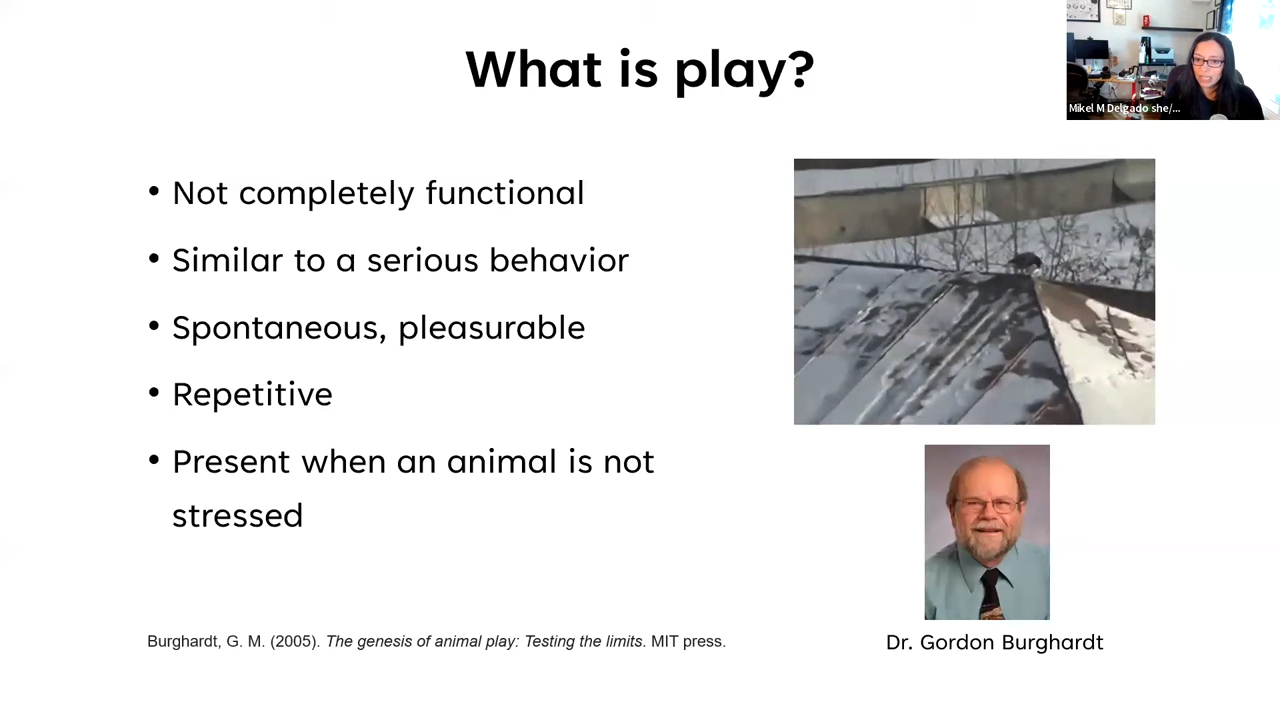 What is play?
Mikel M Delgado she/...
• Not completely functional
• Similar to a serious behavior
• Spontaneous, pleasurable
• Repetitive
• Present when an animal is not
stressed
Burghardt, G. M. (2005). The genesis of animal play: Testing the limits. MIT press.
Dr. Gordon Burghardt